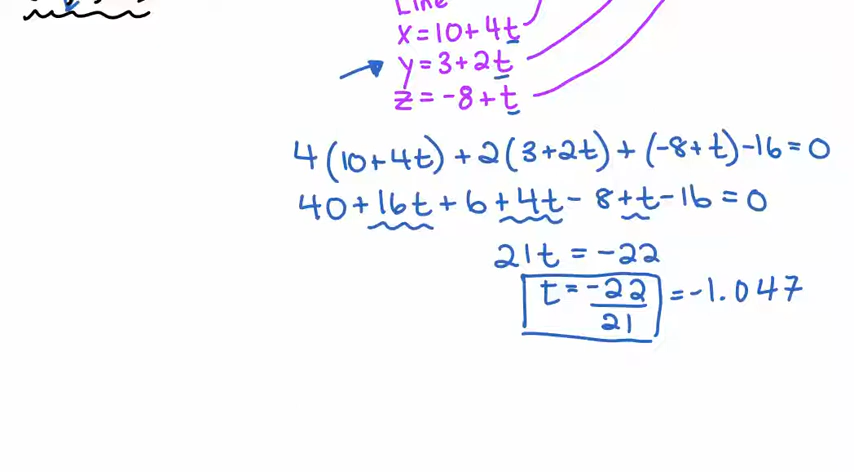 Line
x = 10 + 4t
y = 3 + 2t
z = -8 + t
4(10+4t) + 2(3+2t) + (-8+t) - 16 = 0
40 + 16t + 6 + 4t - 8 + t - 16 = 0
21t = -22
t = -22/21 = -1.047